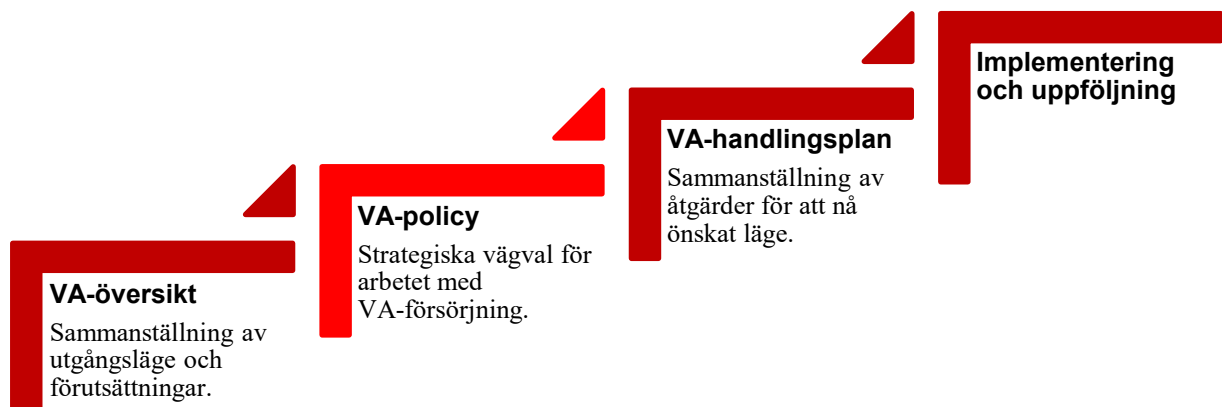 VA-översikt
Sammanställning av
utgångsläge och
förutsättningar.
VA-policy
Strategiska vägval för
arbetet med
VA-försörjning.
VA-handlingsplan
Sammanställning av
åtgärder för att nå
önskat läge.
Implementering
och uppföljning